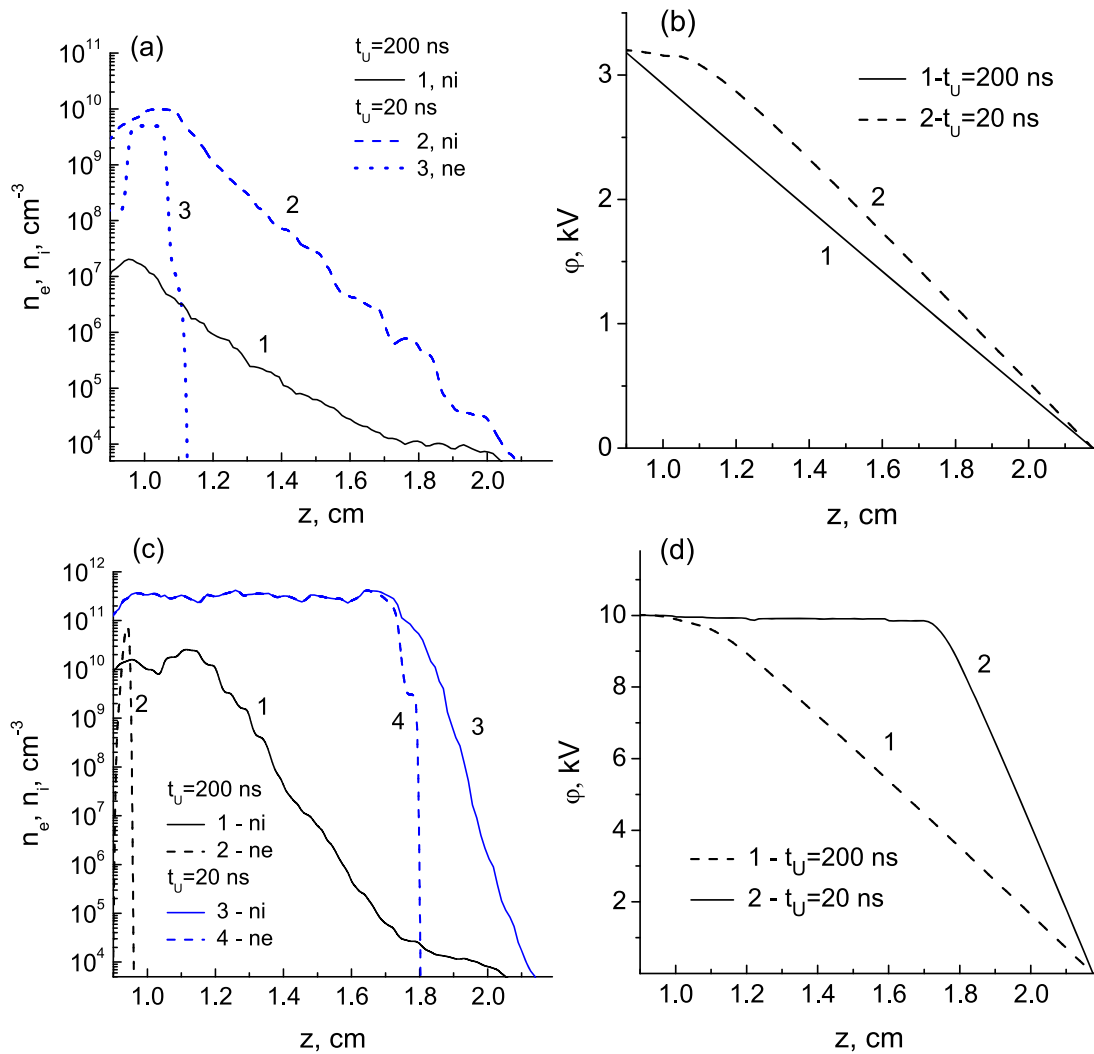 (a)
t_U=200 ns
1, ni
t_U=20 ns
2, ni
3, ne
10^11
10^10
10^9
10^8
10^7
10^6
10^5
10^4
n_e, n_i, cm^-3
3
2
1
1.0 1.2 1.4 1.6 1.8 2.0
z, cm
(b)
1-t_U=200 ns
2-t_U=20 ns
3
2
1
0
φ, kV
2
1
1.0 1.2 1.4 1.6 1.8 2.0
z, cm
(c)
10^12
10^11
10^10
10^9
10^8
10^7
10^6
10^5
10^4
n_e, n_i, cm^-3
2
1
4
3
t_U=200 ns
1 - ni
2 - ne
t_U=20 ns
3 - ni
4 - ne
1.0 1.2 1.4 1.6 1.8 2.0
z, cm
(d)
10
8
6
4
2
φ, kV
2
1
1 - t_U=200 ns
2 - t_U=20 ns
1.0 1.2 1.4 1.6 1.8 2.0
z, cm